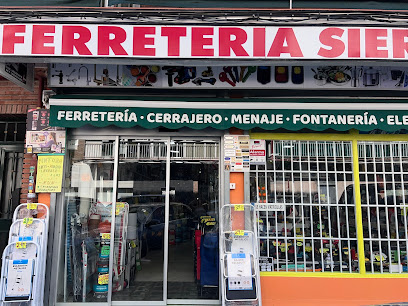 FERRETERIA SIER
FERRETERÍA · CERRAJERO · MENAJE · FONTANERÍA · ELE